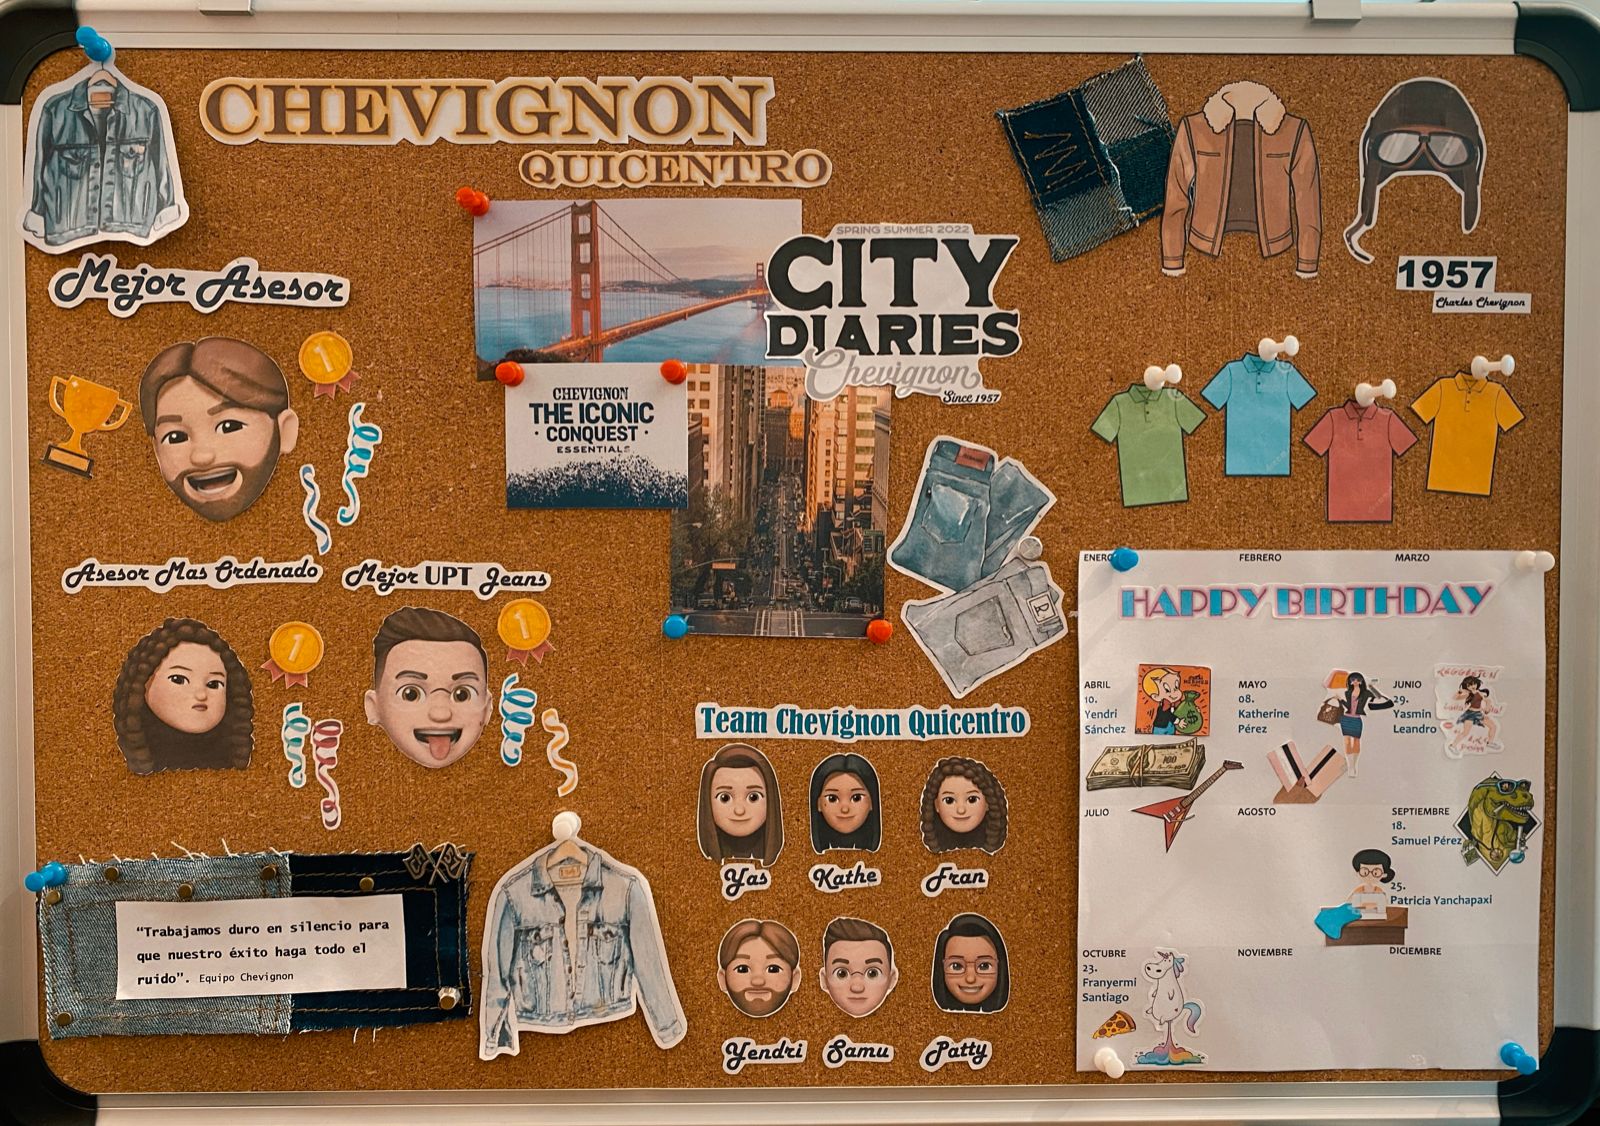 CHEVIGNON
QUICENTRO
Mejor Asesor
1
Asesor Mas Ordenado
1
Mejor UPT Jeans
1
SPRING SUMMER 2022
CITY
DIARIES
Chevignon
Since 1957
CHEVIGNON
THE ICONIC
· CONQUEST ·
ESSENTIALS
1957
Charles Chevignon
Team Chevignon Quicentro
Yas
Kathe
Fran
Yendri
Samu
Patty
“Trabajamos duro en silencio para
que nuestro éxito haga todo el
ruido”. Equipo Chevignon
ENERO
FEBRERO
MARZO
HAPPY BIRTHDAY
ABRIL
10.
Yendri
Sánchez
MAYO
08.
Katherine
Pérez
JUNIO
29.
Yasmin
Leandro
100
JULIO
AGOSTO
SEPTIEMBRE
18.
Samuel Pérez
25.
Patricia Yanchapaxi
OCTUBRE
23.
Franyermi
Santiago
NOVIEMBRE
DICIEMBRE